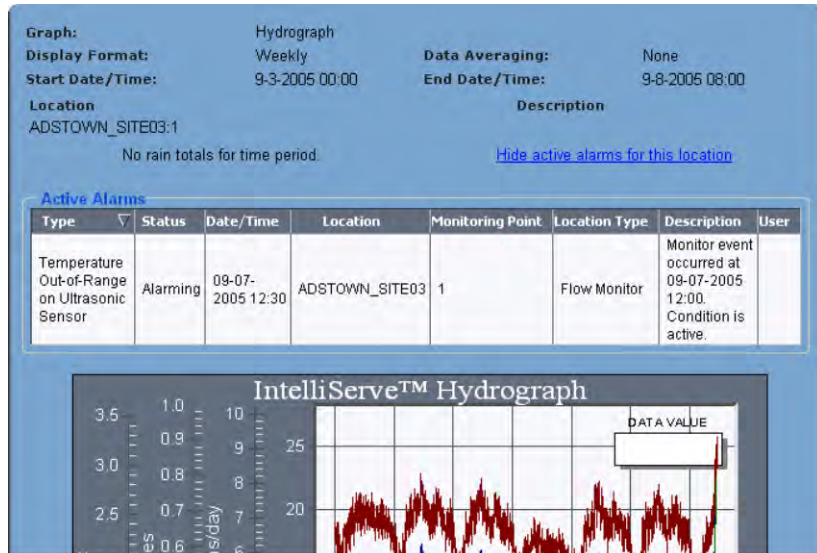 Graph: Hydrograph
Display Format: Weekly Data Averaging: None
Start Date/Time: 9-3-2005 00:00 End Date/Time: 9-8-2005 08:00
Location Description
ADSTOWN_SITE03:1
No rain totals for time period. Hide active alarms for this location
Active Alarms
Type Status Date/Time Location Monitoring Point Location Type Description User
Temperature Out-of-Range on Ultrasonic Sensor Alarming 09-07-2005 12:30 ADSTOWN_SITE03 1 Flow Monitor Monitor event occurred at 09-07-2005 12:00. Condition is active.
IntelliServe™ Hydrograph
DATA VALUE
3.5 1.0 10
0.9 9 25
3.0
0.8 8
2.5 0.7 7 20
0.6 6